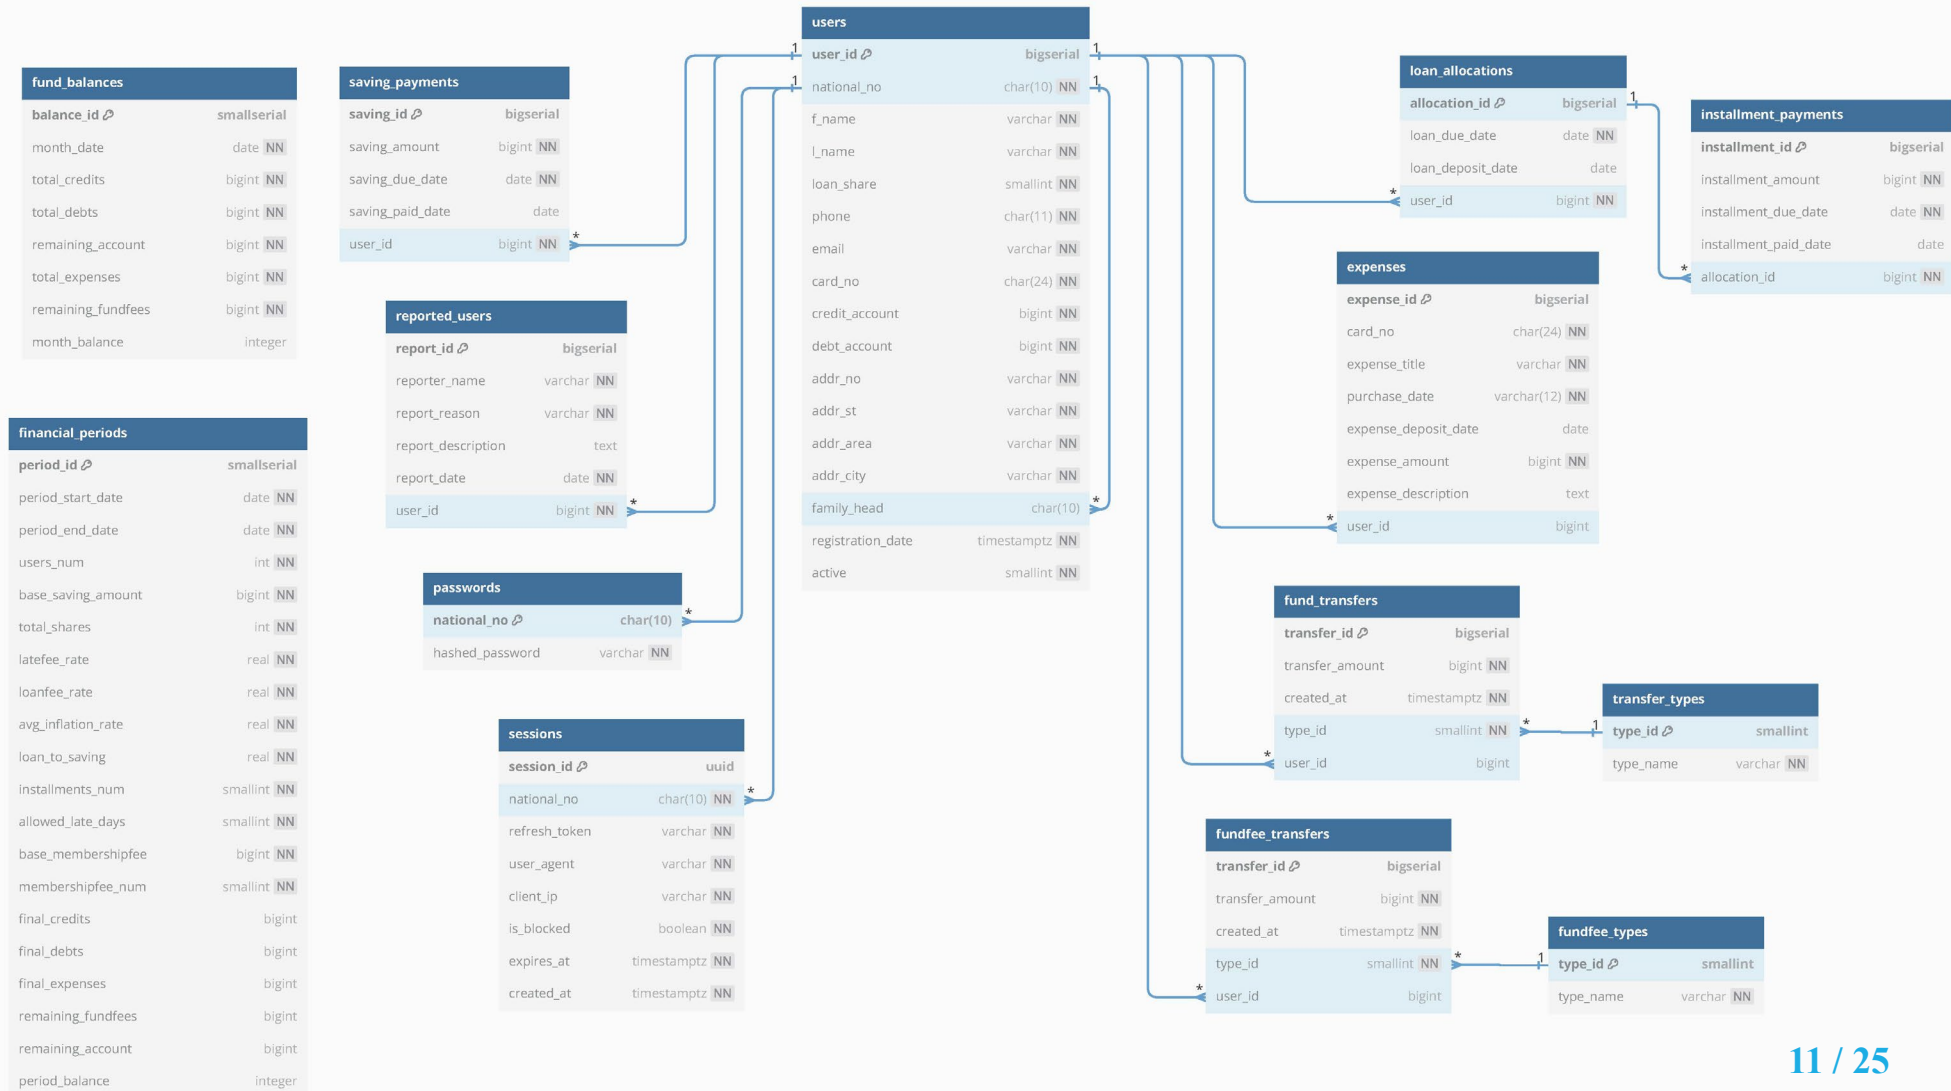 fund_balances
balance_id smallserial
month_date date NN
total_credits bigint NN
total_debts bigint NN
remaining_account bigint NN
total_expenses bigint NN
remaining_fundfees bigint NN
month_balance integer
financial_periods
period_id smallserial
period_start_date date NN
period_end_date date NN
users_num int NN
base_saving_amount bigint NN
total_shares int NN
latefee_rate real NN
loanfee_rate real NN
avg_inflation_rate real NN
loan_to_saving real NN
installments_num smallint NN
allowed_late_days smallint NN
base_membershipfee bigint NN
membershipfee_num smallint NN
final_credits bigint
final_debts bigint
final_expenses bigint
remaining_fundfees bigint
remaining_account bigint
period_balance integer
saving_payments
saving_id bigserial
saving_amount bigint NN
saving_due_date date NN
saving_paid_date date
user_id bigint NN *
reported_users
report_id bigserial
reporter_name varchar NN
report_reason varchar NN
report_description text
report_date date NN
user_id bigint NN *
passwords
national_no char(10) *
hashed_password varchar NN
sessions
session_id uuid
national_no char(10) NN *
refresh_token varchar NN
user_agent varchar NN
client_ip varchar NN
is_blocked boolean NN
expires_at timestamptz NN
created_at timestamptz NN
users
1 user_id bigserial 1
1 national_no char(10) NN 1
f_name varchar NN
l_name varchar NN
loan_share smallint NN
phone char(11) NN
email varchar NN
card_no char(24) NN
credit_account bigint NN
debt_account bigint NN
addr_no varchar NN
addr_st varchar NN
addr_area varchar NN
addr_city varchar NN
family_head char(10) *
registration_date timestamptz NN
active smallint NN
loan_allocations
allocation_id bigserial 1
loan_due_date date NN
loan_deposit_date date
* user_id bigint NN
installment_payments
installment_id bigserial
installment_amount bigint NN
installment_due_date date NN
installment_paid_date date
* allocation_id bigint NN
expenses
expense_id bigserial
card_no char(24) NN
expense_title varchar NN
purchase_date varchar(12) NN
expense_deposit_date date
expense_amount bigint NN
expense_description text
* user_id bigint
fund_transfers
transfer_id bigserial
transfer_amount bigint NN
created_at timestamptz NN
type_id smallint NN *
* user_id bigint
transfer_types
1 type_id smallint
type_name varchar NN
fundfee_transfers
transfer_id bigserial
transfer_amount bigint NN
created_at timestamptz NN
type_id smallint NN *
* user_id bigint
fundfee_types
1 type_id smallint
type_name varchar NN
11 / 25